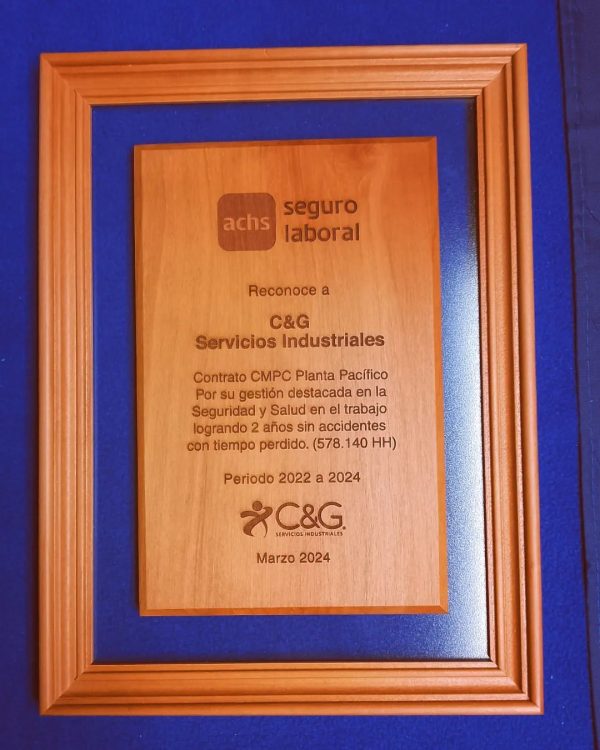 achs seguro
laboral
Reconoce a
C&G
Servicios Industriales
Contrato CMPC Planta Pacífico
Por su gestión destacada en la
Seguridad y Salud en el trabajo
logrando 2 años sin accidentes
con tiempo perdido. (578.140 HH)
Periodo 2022 a 2024
C&G.
SERVICIOS INDUSTRIALES
Marzo 2024